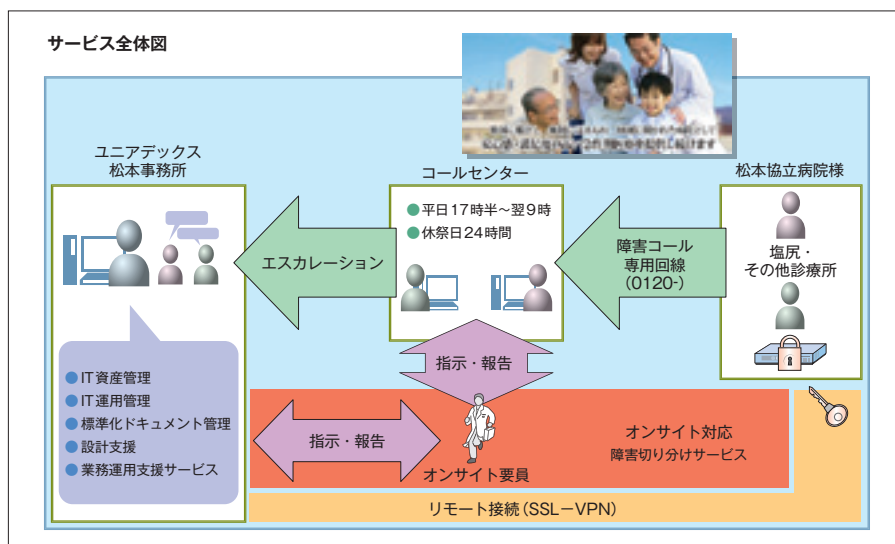 サービス全体図
ユニアデックス
松本事務所
コールセンター
松本協立病院様
●平日17時半～翌9時
●休祭日24時間
エスカレーション
障害コール
専用回線
(0120-)
塩尻・
その他診療所
指示・報告
●IT資産管理
●IT運用管理
●標準化ドキュメント管理
●設計支援
●業務運用支援サービス
指示・報告
オンサイト要員
オンサイト対応
障害切り分けサービス
リモート接続(SSL－VPN)